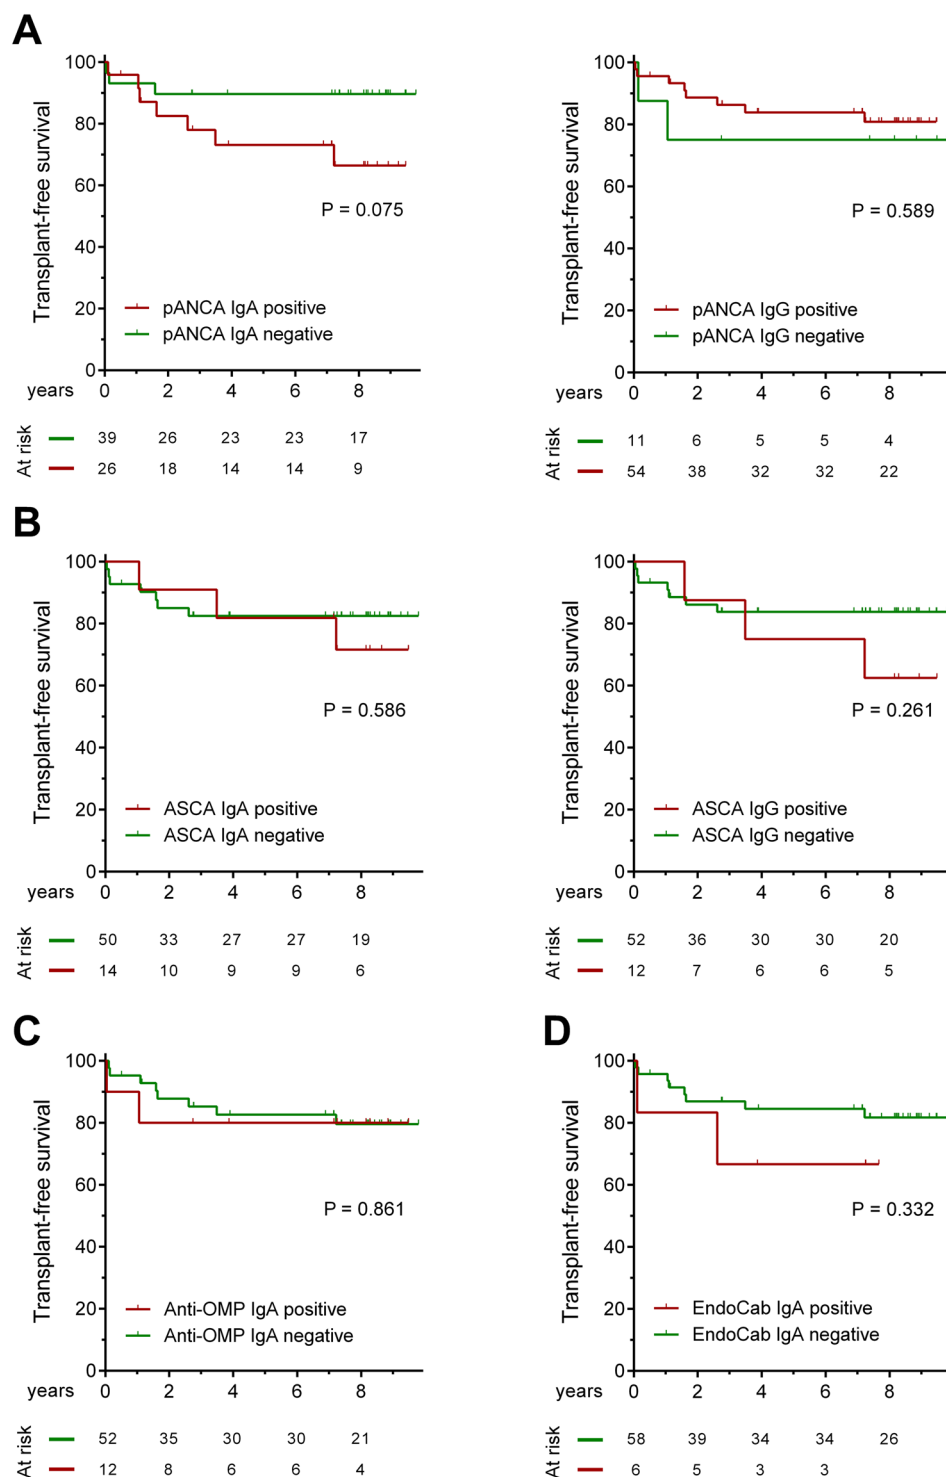 A
Transplant-free survival
100
80
60
40
20
0
P = 0.075
pANCA IgA positive
pANCA IgA negative
years 0 2 4 6 8
At risk
39 26 23 23 17
26 18 14 14 9
Transplant-free survival
100
80
60
40
20
0
P = 0.589
pANCA IgG positive
pANCA IgG negative
0 2 4 6 8
At risk
11 6 5 5 4
54 38 32 32 22
B
Transplant-free survival
100
80
60
40
20
0
P = 0.586
ASCA IgA positive
ASCA IgA negative
years 0 2 4 6 8
At risk
50 33 27 27 19
14 10 9 9 6
Transplant-free survival
100
80
60
40
20
0
P = 0.261
ASCA IgG positive
ASCA IgG negative
years 0 2 4 6 8
At risk
52 36 30 30 20
12 7 6 6 5
C
Transplant-free survival
100
80
60
40
20
0
P = 0.861
Anti-OMP IgA positive
Anti-OMP IgA negative
years 0 2 4 6 8
At risk
52 35 30 30 21
12 8 6 6 4
D
Transplant-free survival
100
80
60
40
20
0
P = 0.332
EndoCab IgA positive
EndoCab IgA negative
years 0 2 4 6 8
At risk
58 39 34 34 26
6 5 3 3